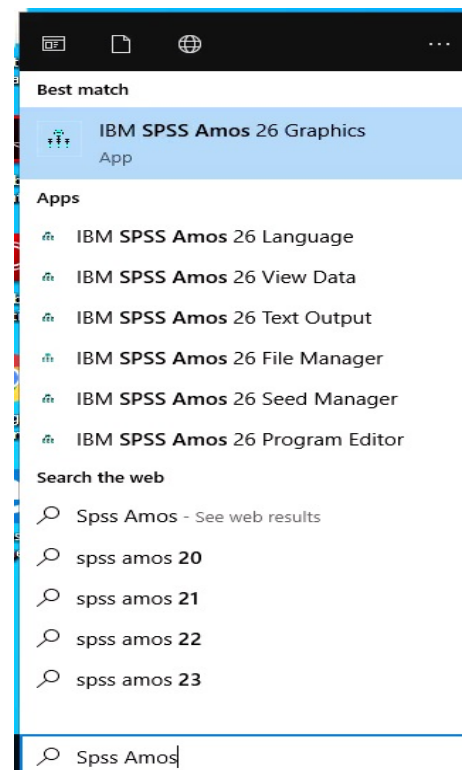 Best match
IBM SPSS Amos 26 Graphics
App
Apps
IBM SPSS Amos 26 Language
IBM SPSS Amos 26 View Data
IBM SPSS Amos 26 Text Output
IBM SPSS Amos 26 File Manager
IBM SPSS Amos 26 Seed Manager
IBM SPSS Amos 26 Program Editor
Search the web
Spss Amos - See web results
spss amos 20
spss amos 21
spss amos 22
spss amos 23
Spss Amos